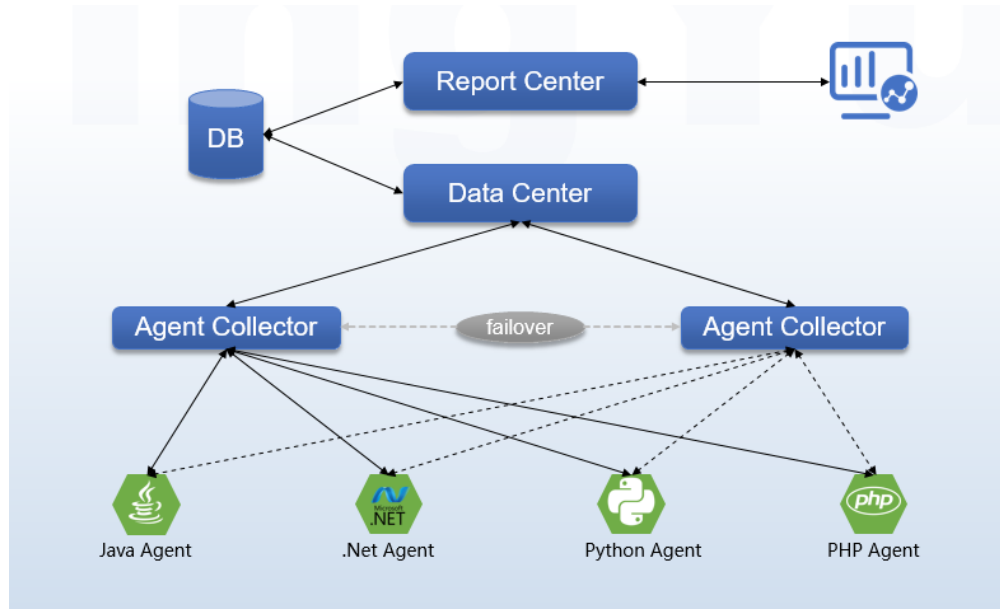 Report Center
DB
Data Center
Agent Collector
failover
Agent Collector
Microsoft
.NET
php
Java Agent
.Net Agent
Python Agent
PHP Agent